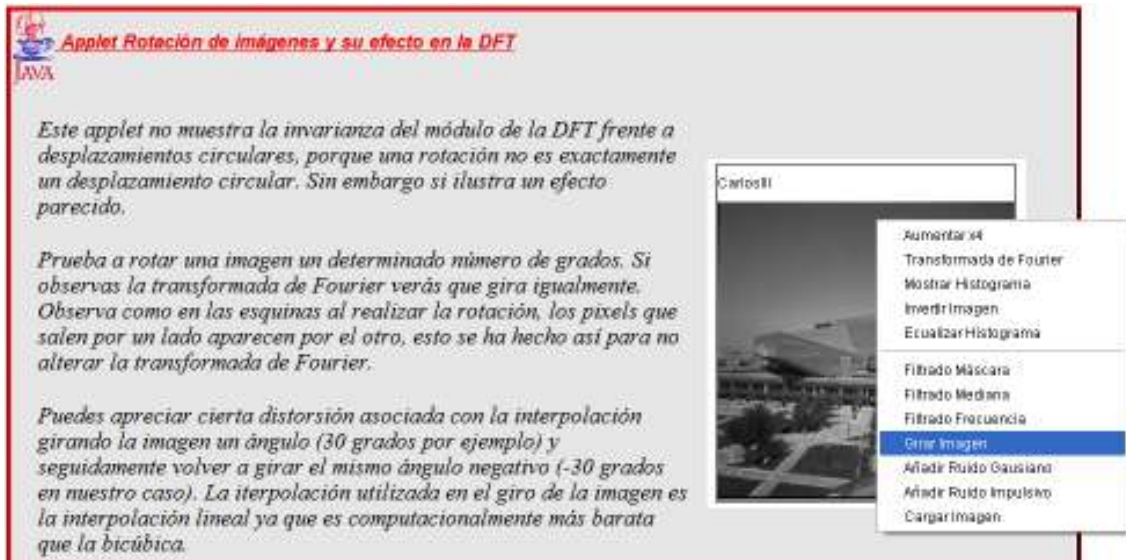 Applet Rotación de imágenes y su efecto en la DFT
JAVA
Este applet no muestra la invarianza del módulo de la DFT frente a
desplazamientos circulares, porque una rotación no es exactamente
un desplazamiento circular. Sin embargo si ilustra un efecto
parecido.
Prueba a rotar una imagen un determinado número de grados. Si
observas la transformada de Fourier verás que gira igualmente.
Observa como en las esquinas al realizar la rotación, los pixels que
salen por un lado aparecen por el otro, esto se ha hecho así para no
alterar la transformada de Fourier.
Puedes apreciar cierta distorsión asociada con la interpolación
girando la imagen un ángulo (30 grados por ejemplo) y
seguidamente volver a girar el mismo ángulo negativo (-30 grados
en nuestro caso). La iterpolación utilizada en el giro de la imagen es
la interpolación lineal ya que es computacionalmente más barata
que la bicúbica.
CarlosIII
Aumentar x4
Transformada de Fourier
Mostrar Histograma
Invertir Imagen
Ecualizar Histograma
Filtrado Máscara
Filtrado Mediana
Filtrado Frecuencia
Girar Imagen
Añadir Ruido Gausiano
Añadir Ruido Impulsivo
Cargar Imagen